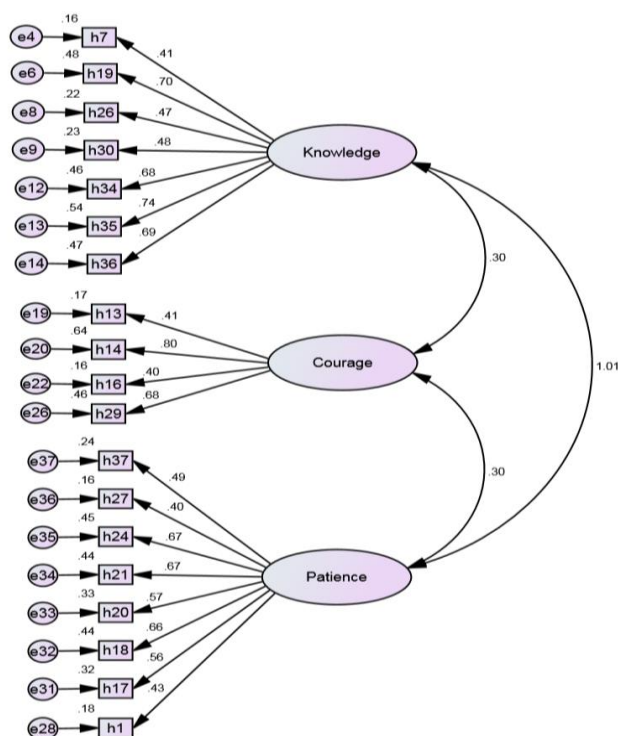 .16
e4 h7 .41
.48
e6 h19 .70
.22
e8 h26 .47
.23
e9 h30 .48
Knowledge
.46
e12 h34 .68
.54
e13 h35 .74
.47
e14 h36 .69
.30
.17
e19 h13 .41
.64
e20 h14 .80
Courage
1.01
.16
e22 h16 .40
.46
e26 h29 .68
.24
e37 h37 .49
.30
.16
e36 h27 .40
.45
e35 h24 .67
.44
e34 h21 .67
Patience
.33
e33 h20 .57
.44
e32 h18 .66
.32
e31 h17 .56
.18
e28 h1 .43